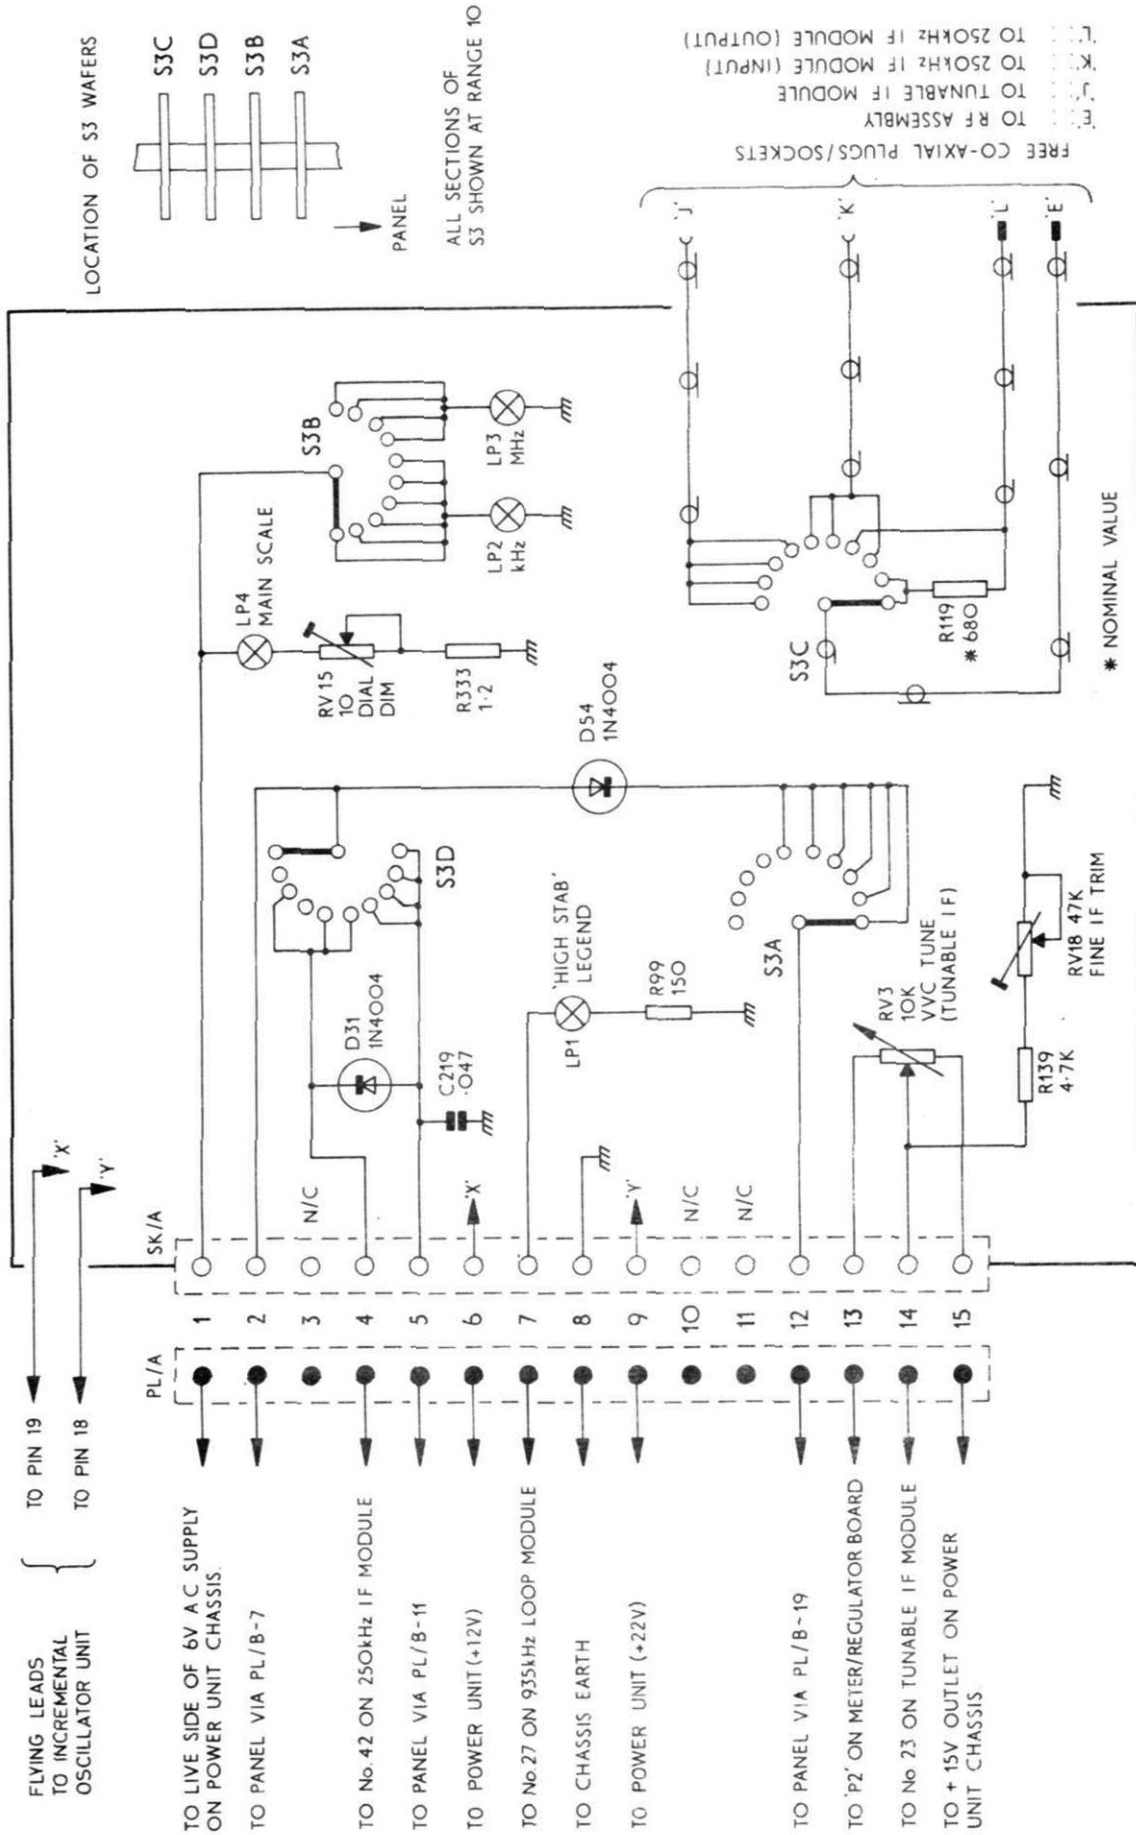 FLYING LEADS
TO INCREMENTAL
OSCILLATOR UNIT
TO PIN 19
TO PIN 18
'X'
'Y'
PL/A
SK/A
TO LIVE SIDE OF 6V AC SUPPLY
ON POWER UNIT CHASSIS.
1
TO PANEL VIA PL/B-7
2
3
N/C
TO No. 42 ON 250kHz IF MODULE
4
TO PANEL VIA PL/B-11
5
TO POWER UNIT (+12V)
6
'X'
TO No 27 ON 935kHz LOOP MODULE
7
TO CHASSIS EARTH
8
TO POWER UNIT (+22V)
9
'Y'
10
N/C
11
N/C
TO PANEL VIA PL/B-19
12
TO 'P2' ON METER/REGULATOR BOARD
13
TO No 23 ON TUNABLE IF MODULE
14
TO +15V OUTLET ON POWER
UNIT CHASSIS
15
D31
1N4004
C219
.047
S3D
LP1
'HIGH STAB'
LEGEND
R99
150
D54
1N4004
S3A
RV3
10K
VVC TUNE
(TUNABLE IF)
R139
4·7K
RV18 47K
FINE IF TRIM
LP4
MAIN SCALE
RV15
10
DIAL
DIM
R333
1·2
S3B
LP2
kHz
LP3
MHz
S3C
R119
* 680
* NOMINAL VALUE
'J'
'K'
'L'
'E'
LOCATION OF S3 WAFERS
S3C
S3D
S3B
S3A
PANEL
ALL SECTIONS OF
S3 SHOWN AT RANGE 10
FREE CO-AXIAL PLUGS/SOCKETS
'E' : : : TO RF ASSEMBLY
'J' : : : TO TUNABLE IF MODULE
'K' : : : TO 250kHz IF MODULE (INPUT)
'L' : : : TO 250kHz IF MODULE (OUTPUT)